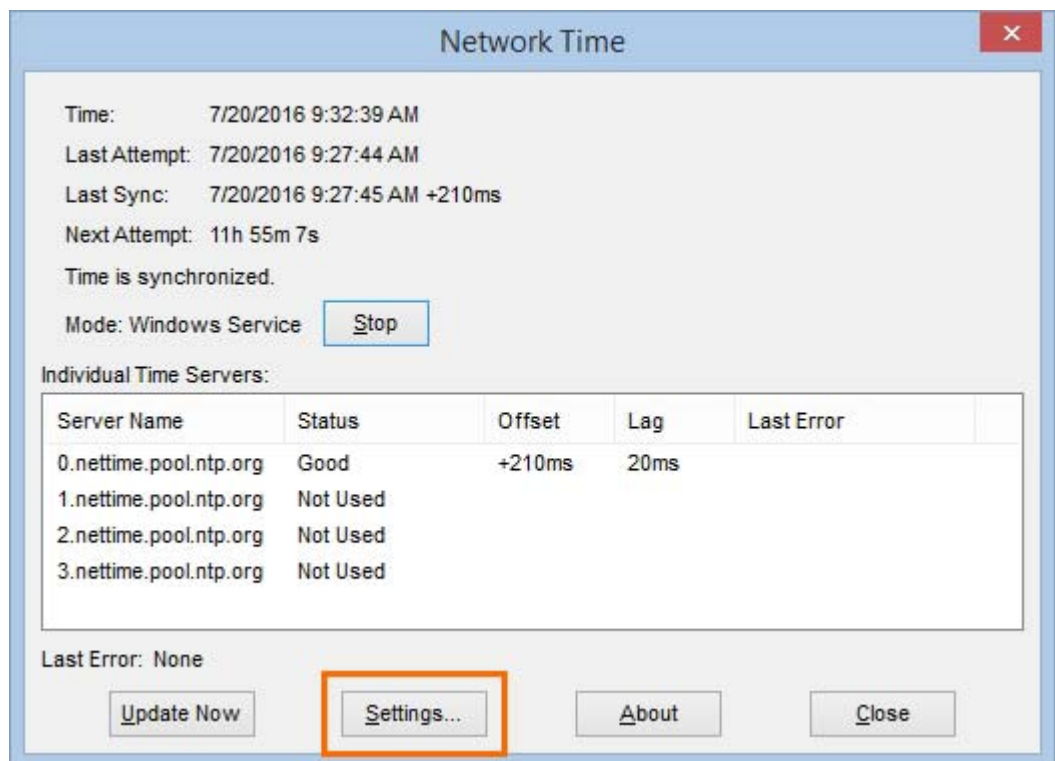 Network Time
Time: 7/20/2016 9:32:39 AM
Last Attempt: 7/20/2016 9:27:44 AM
Last Sync: 7/20/2016 9:27:45 AM +210ms
Next Attempt: 11h 55m 7s
Time is synchronized.
Mode: Windows Service Stop
Individual Time Servers:
Server Name Status Offset Lag Last Error
0.nettime.pool.ntp.org Good +210ms 20ms
1.nettime.pool.ntp.org Not Used
2.nettime.pool.ntp.org Not Used
3.nettime.pool.ntp.org Not Used
Last Error: None
Update Now Settings... About Close